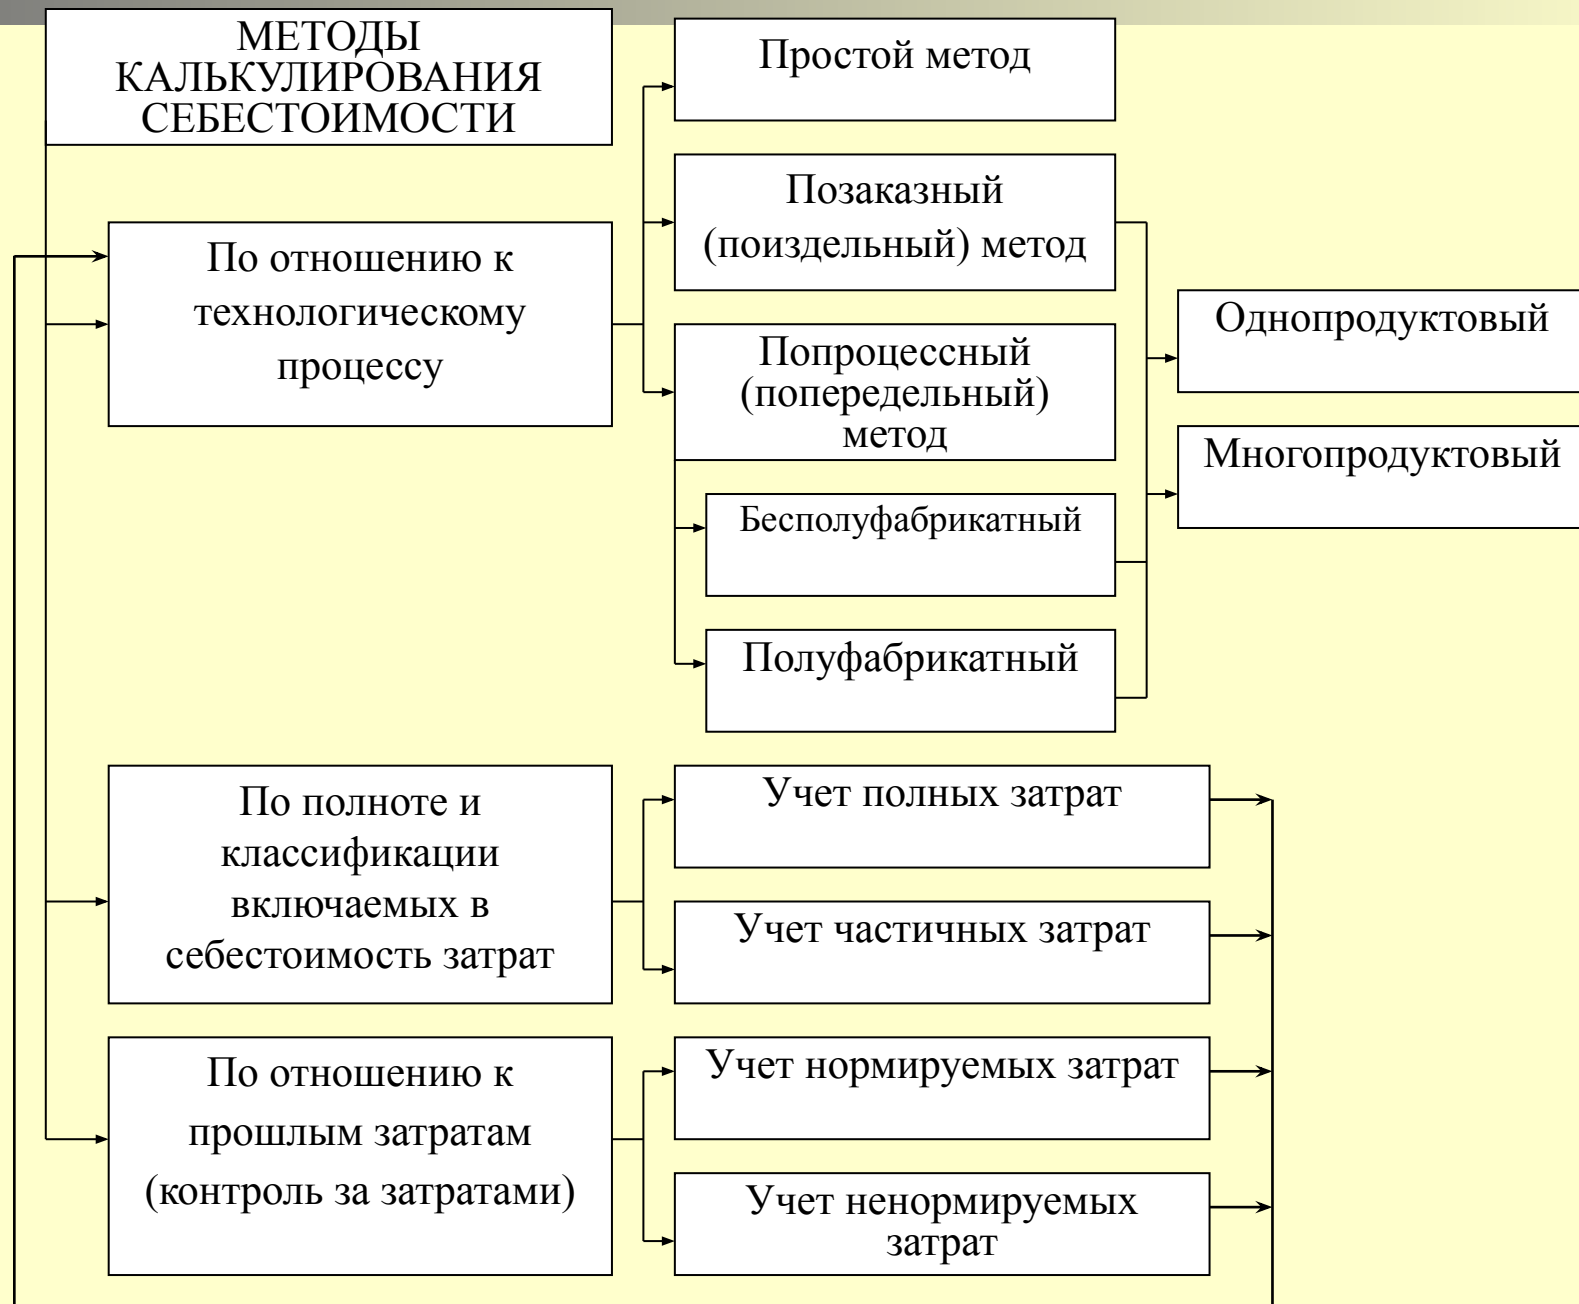 МЕТОДЫ
КАЛЬКУЛИРОВАНИЯ
СЕБЕСТОИМОСТИ
Простой метод
Позаказный
(поиздельный) метод
По отношению к
технологическому
процессу
Однопродуктовый
Попроцессный
(попередельный)
метод
Многопродуктовый
Бесполуфабрикатный
Полуфабрикатный
По полноте и
классификации
включаемых в
себестоимость затрат
Учет полных затрат
Учет частичных затрат
По отношению к
прошлым затратам
(контроль за затратами)
Учет нормируемых затрат
Учет ненормируемых
затрат